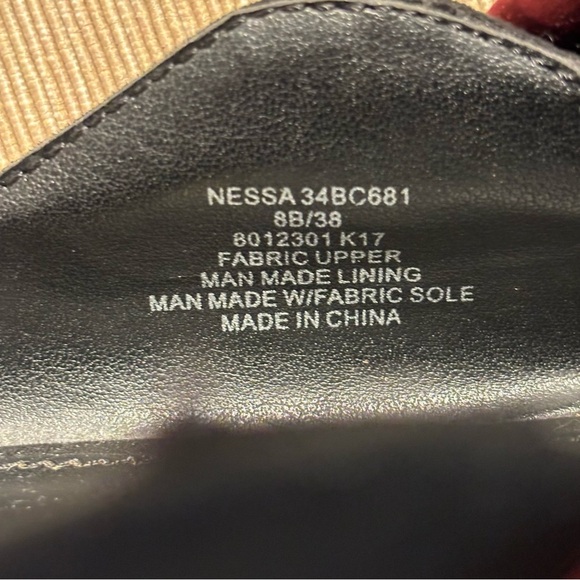 NESSA 34BC681
8B/38
8012301 K17
FABRIC UPPER
MAN MADE LINING
MAN MADE W/FABRIC SOLE
MADE IN CHINA